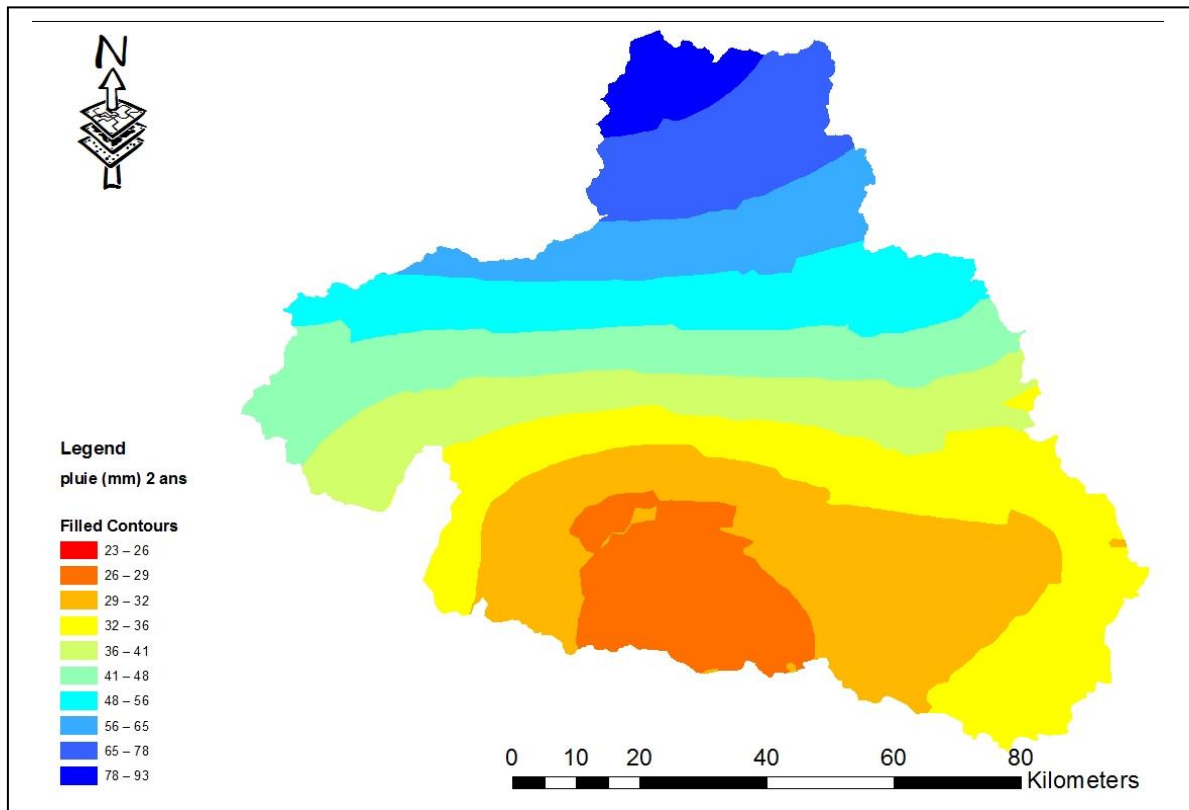 N
Legend
pluie (mm) 2 ans
Filled Contours
23 – 26
26 – 29
29 – 32
32 – 36
36 – 41
41 – 48
48 – 56
56 – 65
65 – 78
78 – 93
0 10 20 40 60 80
Kilometers